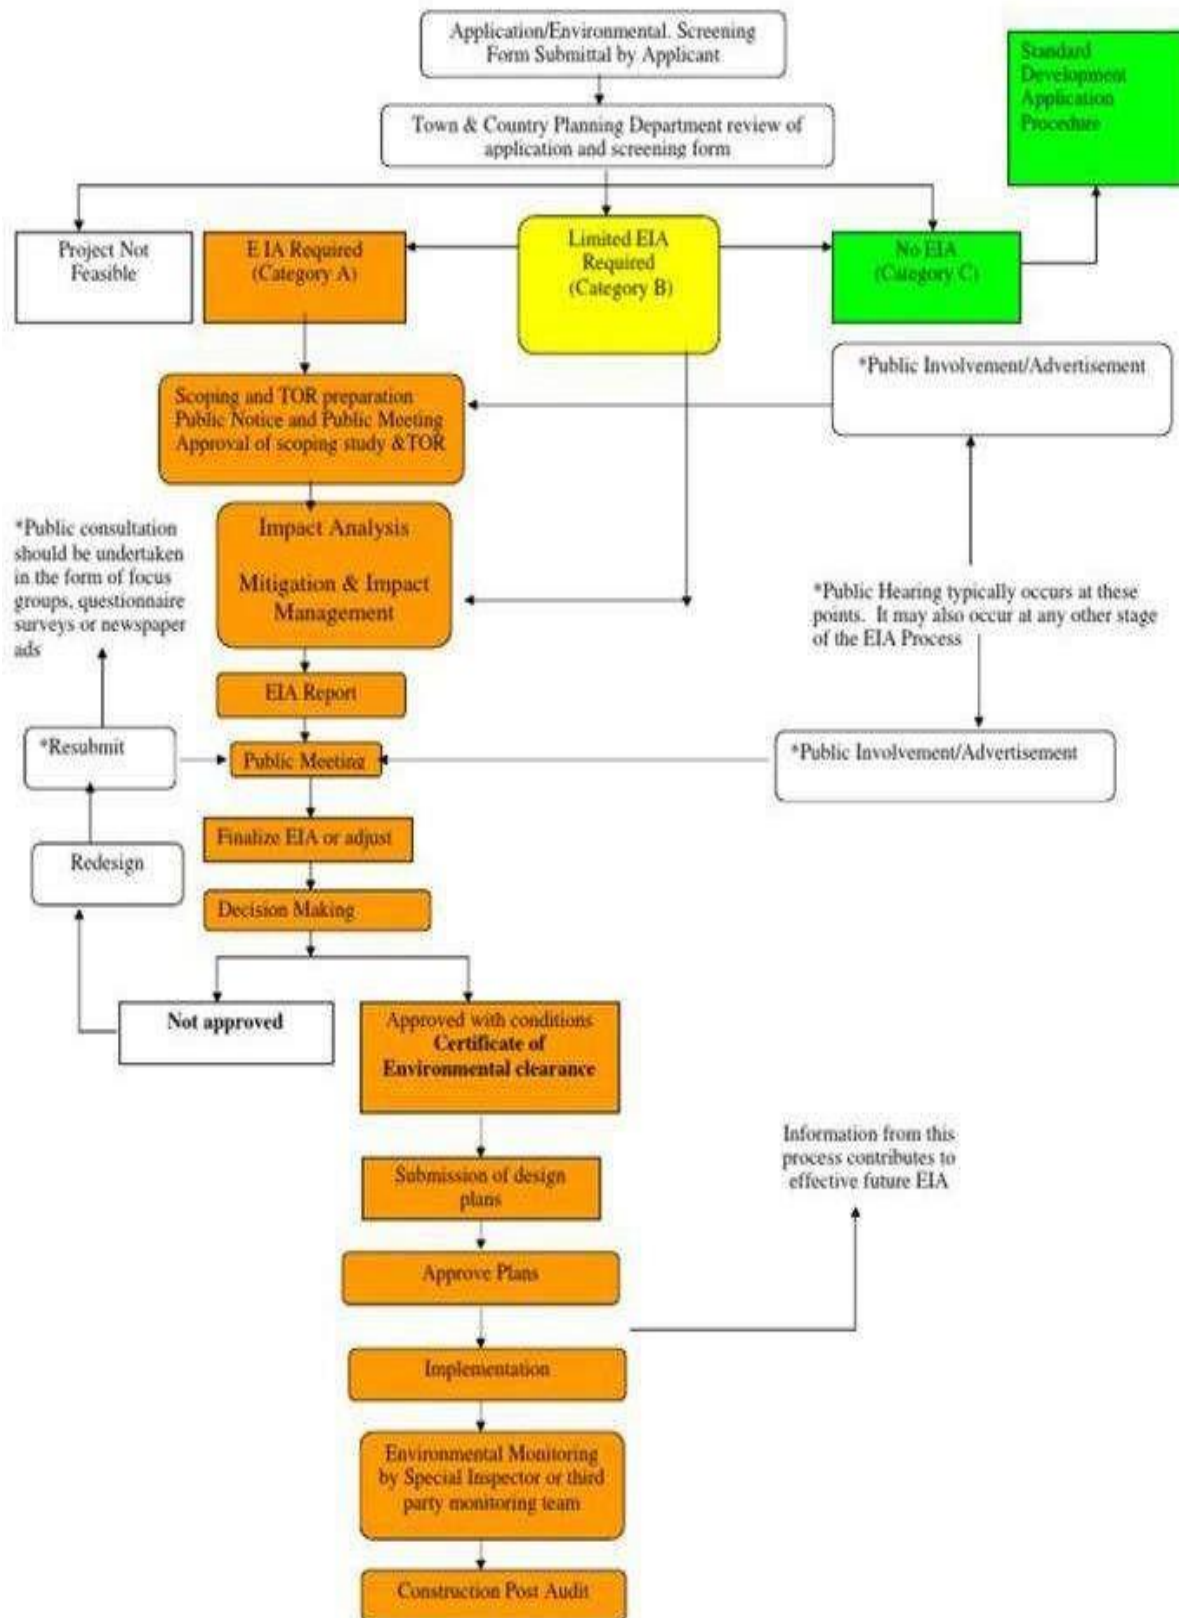 Application/Environmental. Screening
Form Submittal by Applicant
Standard
Development
Application
Procedure
Town & Country Planning Department review of
application and screening form
Project Not
Feasible
E IA Required
(Category A)
Limited EIA
Required
(Category B)
No EIA
(Category C)
*Public Involvement/Advertisement
Scoping and TOR preparation
Public Notice and Public Meeting
Approval of scoping study &TOR
*Public consultation
should be undertaken
in the form of focus
groups, questionnaire
surveys or newspaper
ads
Impact Analysis
Mitigation & Impact
Management
*Public Hearing typically occurs at these
points. It may also occur at any other stage
of the EIA Process
EIA Report
*Resubmit
Public Meeting
*Public Involvement/Advertisement
Finalize EIA or adjust
Redesign
Decision Making
Not approved
Approved with conditions
Certificate of
Environmental clearance
Information from this
process contributes to
effective future EIA
Submission of design
plans
Approve Plans
Implementation
Environmental Monitoring
by Special Inspector or third
party monitoring team
Construction Post Audit